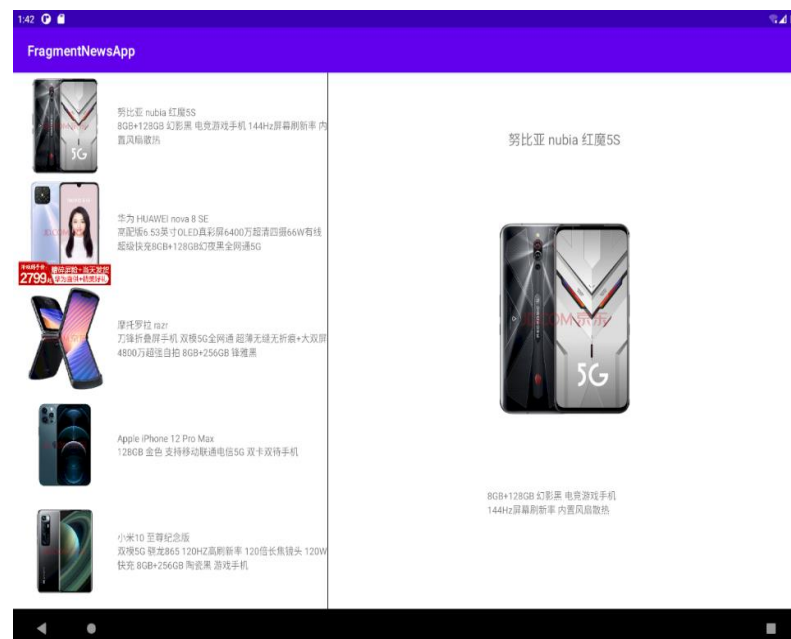 1:42
FragmentNewsApp
努比亚 nubia 红魔5S
8GB+128GB 幻影黑 电竞游戏手机 144Hz屏幕刷新率 内
置风扇散热
5G
华为 HUAWEI nova 8 SE
亮配版6.53英寸OLED真彩屏6400万超清四摄66W有线
超级快充8GB+128GB幻夜黑全网通5G
2799
摩托罗拉 razr
刀锋折叠屏手机 双模5G全网通 超薄无缝无折痕+大双屏
4800万超强自拍 8GB+256GB 锋雅黑
Apple iPhone 12 Pro Max
128GB 金色 支持移动联通电信5G 双卡双待手机
小米10 至尊纪念版
双模5G 骁龙865 120HZ高刷新率 120倍长焦镜头 120W
快充 8GB+256GB 陶瓷黑 游戏手机
努比亚 nubia 红魔5S
JD.COM 京东
5G
8GB+128GB 幻影黑 电竞游戏手机
144Hz屏幕刷新率 内置风扇散热